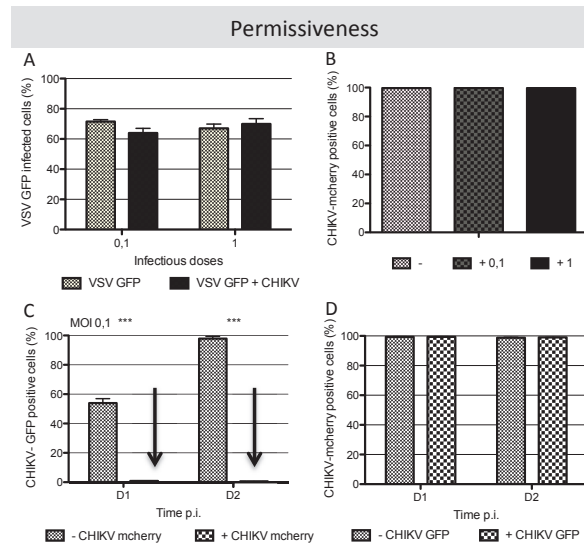 Permissiveness
A
VSV GFP infected cells (%)
100
80
60
40
20
0
0,1
1
Infectious doses
VSV GFP
VSV GFP + CHIKV
B
CHIKV-mcherry positive cells (%)
100
80
60
40
20
0
-
+ 0,1
+ 1
C
CHIKV- GFP positive cells (%)
MOI 0,1
***
***
100
80
60
40
20
0
D1
D2
Time p.i.
- CHIKV mcherry
+ CHIKV mcherry
D
CHIKV-mcherry positive cells (%)
100
80
60
40
20
0
D1
D2
Time p.i.
- CHIKV GFP
+ CHIKV GFP